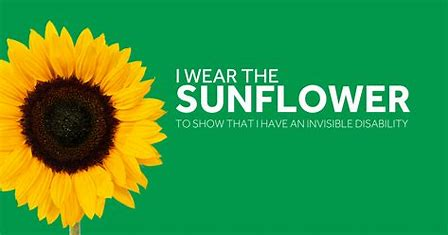 I WEAR THE
SUNFLOWER
TO SHOW THAT I HAVE AN INVISIBLE DISABILITY